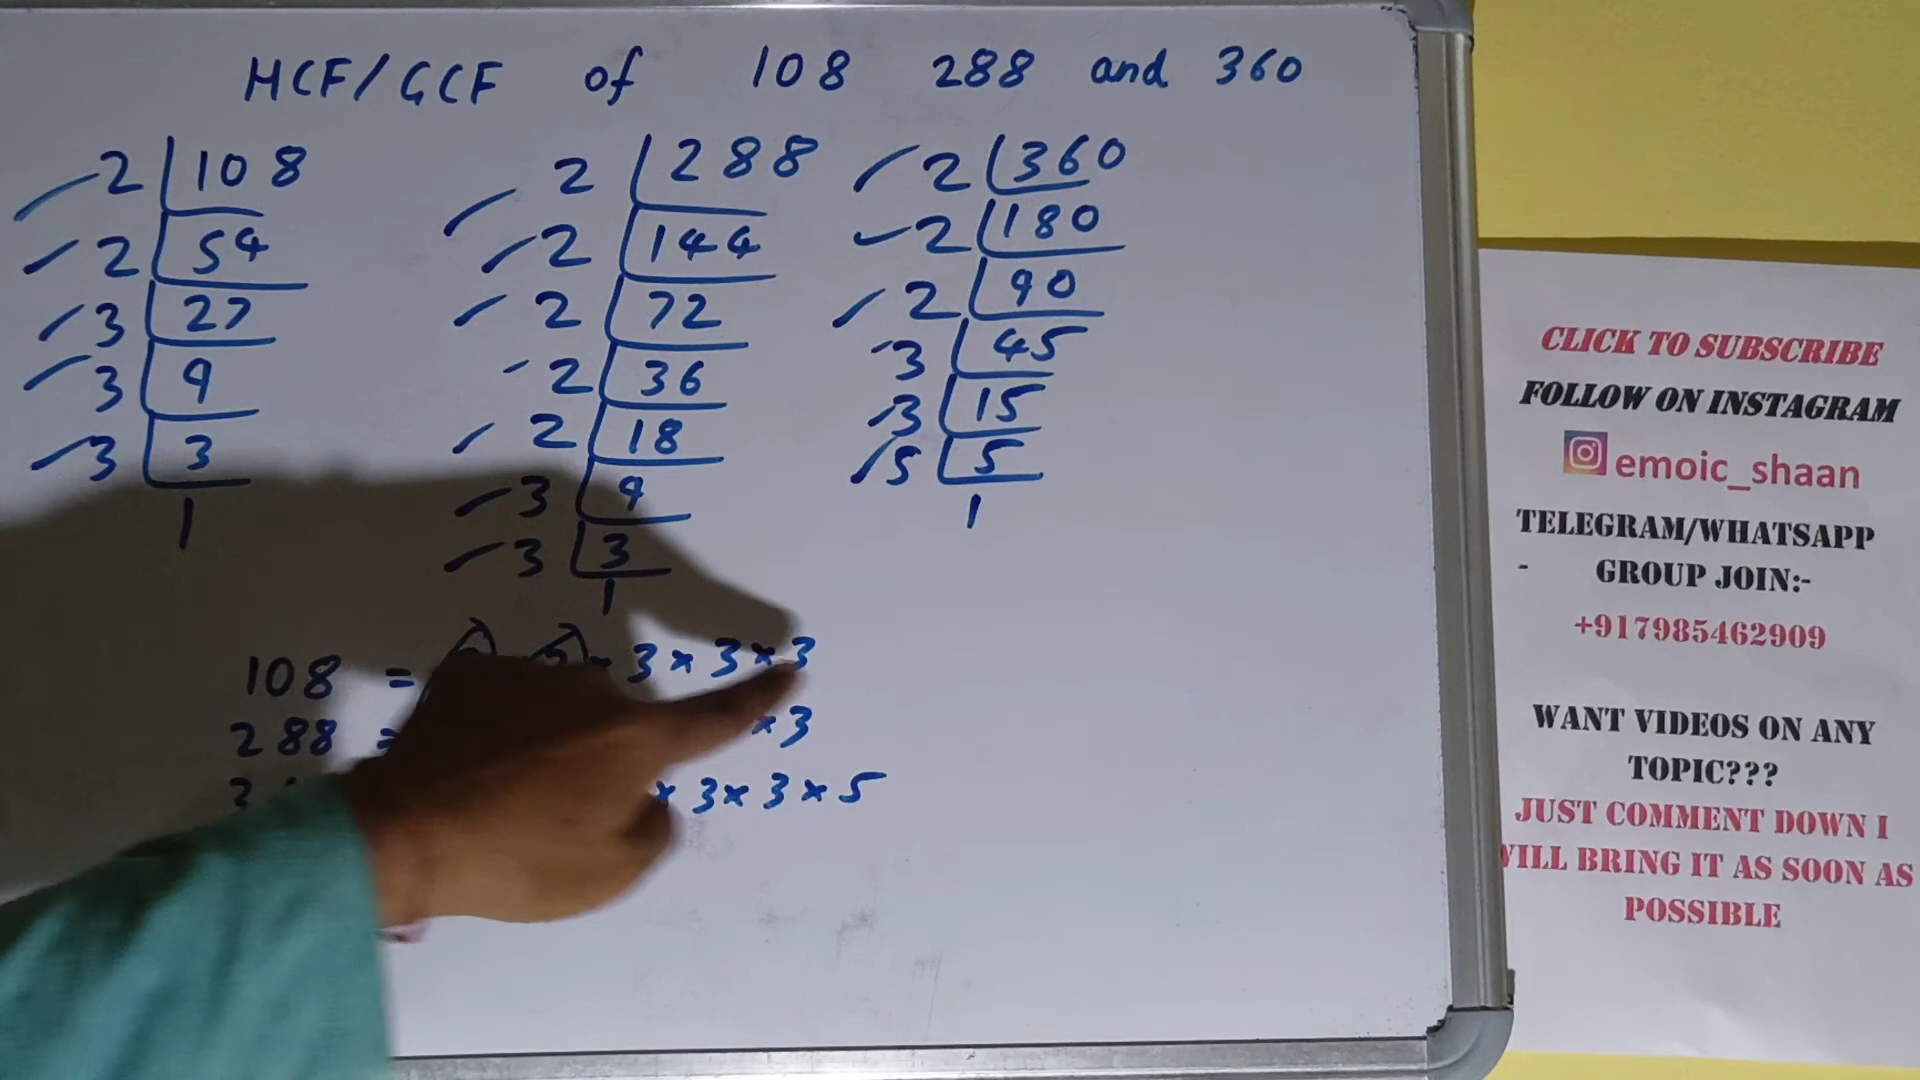 HCF/GCF of 108 288 and 360
2 108
2 54
3 27
3 9
3 3
1
2 288
2 144
2 72
2 36
2 18
3 9
3 3
1
2 360
2 180
2 90
3 45
3 15
5 5
1
108 = × 3 × 3 × 3
288 = × 3
× 3 × 3 × 5
CLICK TO SUBSCRIBE
FOLLOW ON INSTAGRAM
emoic_shaan
TELEGRAM/WHATSAPP
- GROUP JOIN:-
+917985462909
WANT VIDEOS ON ANY
TOPIC???
JUST COMMENT DOWN I
WILL BRING IT AS SOON AS
POSSIBLE